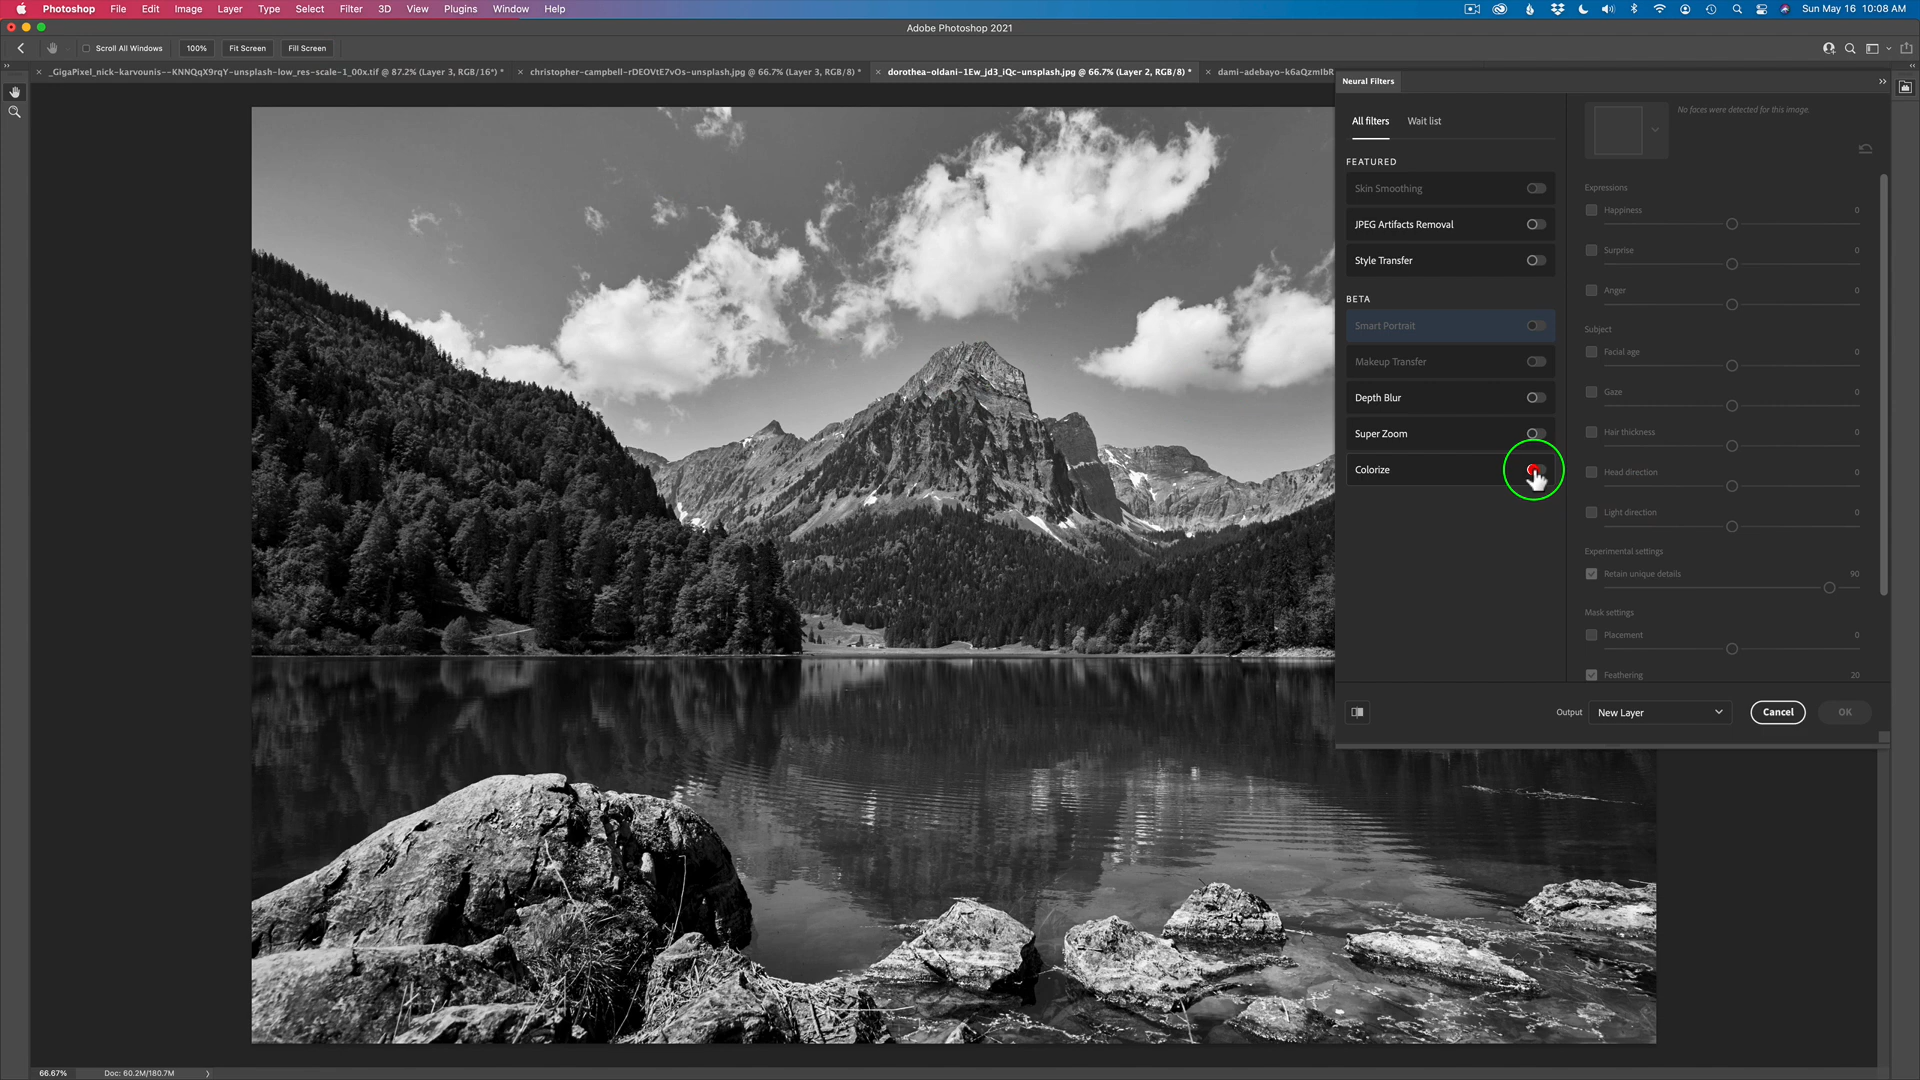 Photoshop File Edit Image Layer Type Select Filter 3D View Plugins Window Help Sun May 16 10:08 AM
Adobe Photoshop 2021
Scroll All Windows 100% Fit Screen Fill Screen
_GigaPixel_nick-karvounis--KNNQqX9rqY-unsplash-low_res-scale-1_00x.tif @ 87.2% (Layer 3, RGB/16*) * christopher-campbell-rDEOVtE7vOs-unsplash.jpg @ 66.7% (Layer 3, RGB/8) * dorothea-oldani-1Ew_jd3_iQc-unsplash.jpg @ 66.7% (Layer 2, RGB/8) * dami-adebayo-k6aQzmIbR
Neural Filters
All filters Wait list
FEATURED
Skin Smoothing
JPEG Artifacts Removal
Style Transfer
BETA
Smart Portrait
Makeup Transfer
Depth Blur
Super Zoom
Colorize
No faces were detected for this image.
Expressions
Happiness 0
Surprise 0
Anger 0
Subject
Facial age 0
Gaze 0
Hair thickness 0
Head direction 0
Light direction 0
Experimental settings
Retain unique details 90
Mask settings
Placement 0
Feathering 20
Output New Layer Cancel OK
66.67% Doc: 60.2M/180.7M